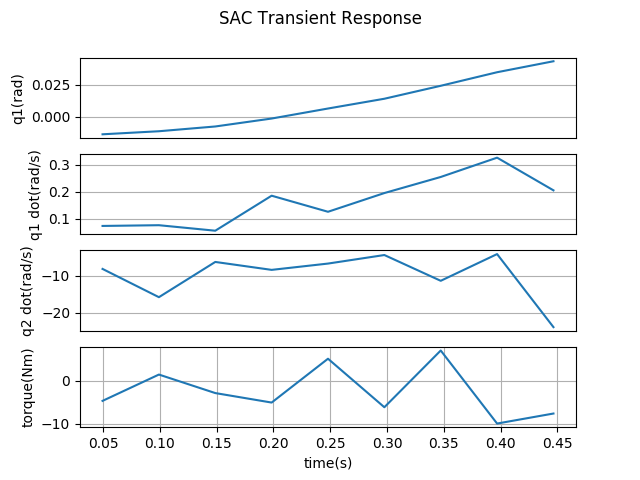 SAC Transient Response
q1(rad)
0.025
0.000
q1 dot(rad/s)
0.3
0.2
0.1
q2 dot(rad/s)
−10
−20
torque(Nm)
0
−10
0.05 0.10 0.15 0.20 0.25 0.30 0.35 0.40 0.45
time(s)